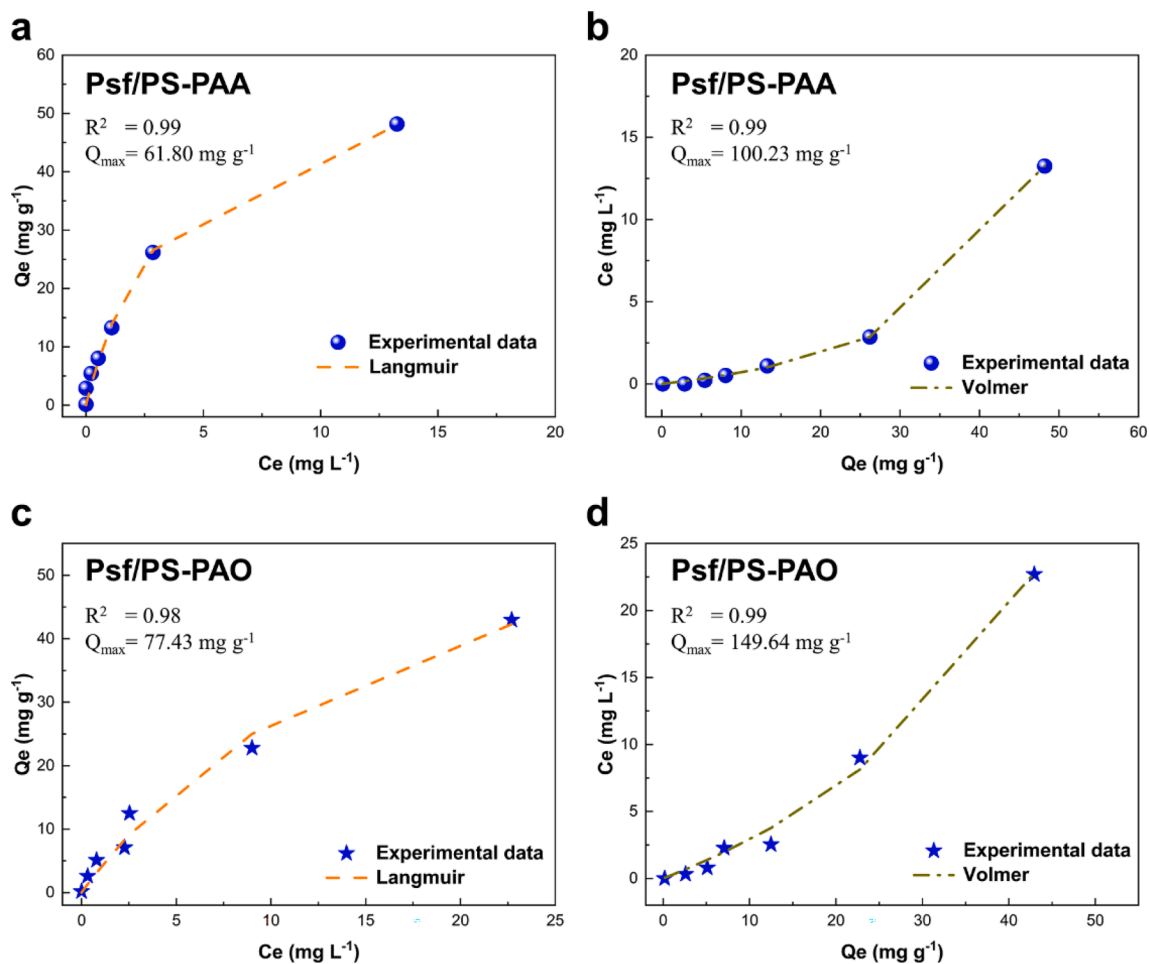 a
Psf/PS-PAA
R² = 0.99
Qmax= 61.80 mg g-1
Experimental data
Langmuir
60
50
40
30
20
10
0
Qe (mg g-1)
0 5 10 15 20
Ce (mg L-1)
b
Psf/PS-PAA
R² = 0.99
Qmax= 100.23 mg g-1
Experimental data
Volmer
20
15
10
5
0
Ce (mg L-1)
0 10 20 30 40 50 60
Qe (mg g-1)
c
Psf/PS-PAO
R² = 0.98
Qmax= 77.43 mg g-1
Experimental data
Langmuir
50
40
30
20
10
0
Qe (mg g-1)
0 5 10 15 20 25
Ce (mg L-1)
d
Psf/PS-PAO
R² = 0.99
Qmax= 149.64 mg g-1
Experimental data
Volmer
25
20
15
10
5
0
Ce (mg L-1)
0 10 20 30 40 50
Qe (mg g-1)